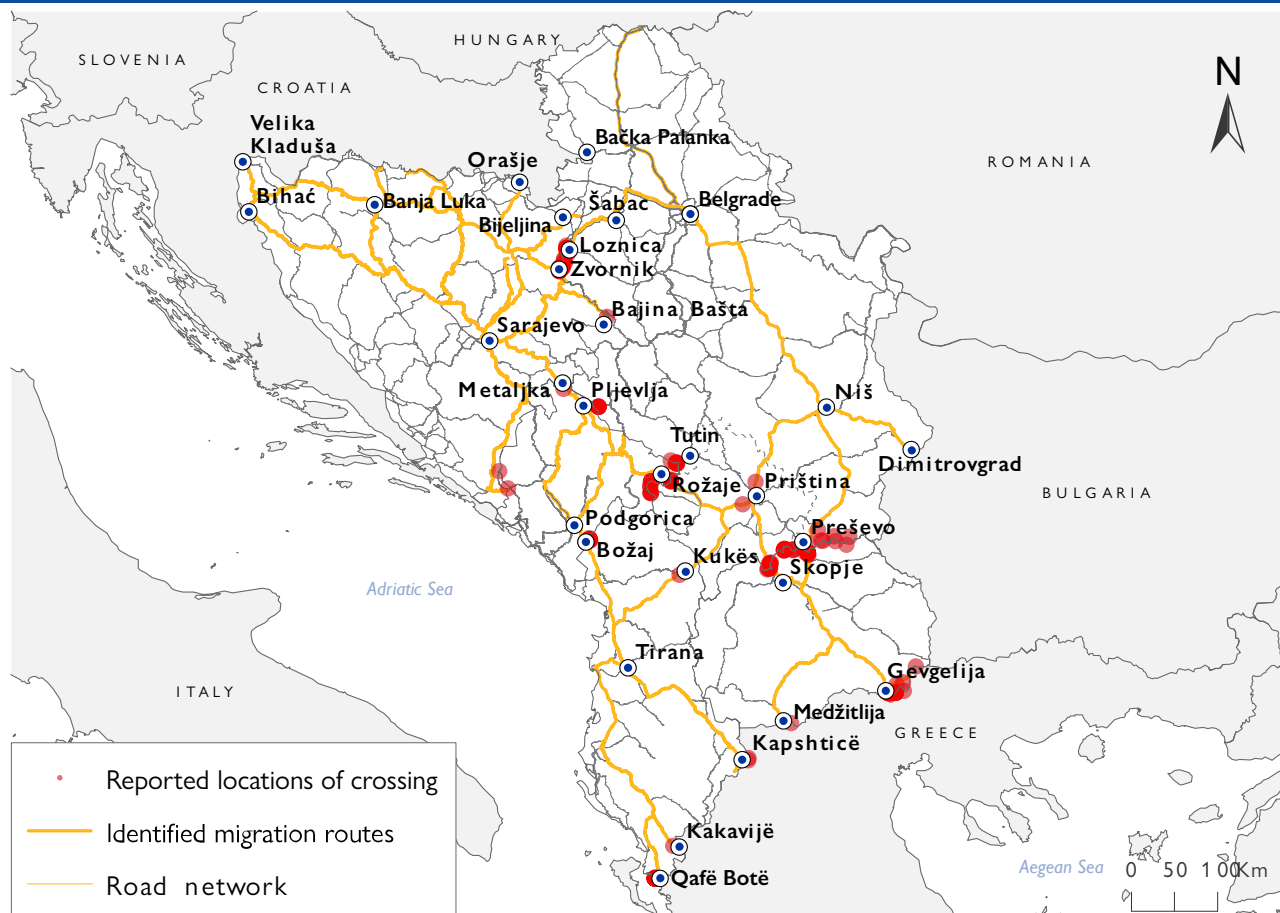 HUNGARY
SLOVENIA
N
CROATIA
Velika
Kladuša
Bačka Palanka
Orašje
ROMANIA
Bihać
Banja Luka
Šabac
Belgrade
Bijeljina
Loznica
Zvornik
Bajina Bašta
Sarajevo
Metaljka
Pljevlja
Niš
Tutin
Dimitrovgrad
Rožaje
Priština
BULGARIA
Podgorica
Preševo
Božaj
Kukës
Skopje
Adriatic Sea
Tirana
Gevgelija
ITALY
Medžitlija
GREECE
Kapshticë
Reported locations of crossing
Identified migration routes
Kakavijë
Aegean Sea
0 50 100Km
Qafë Botë
Road network